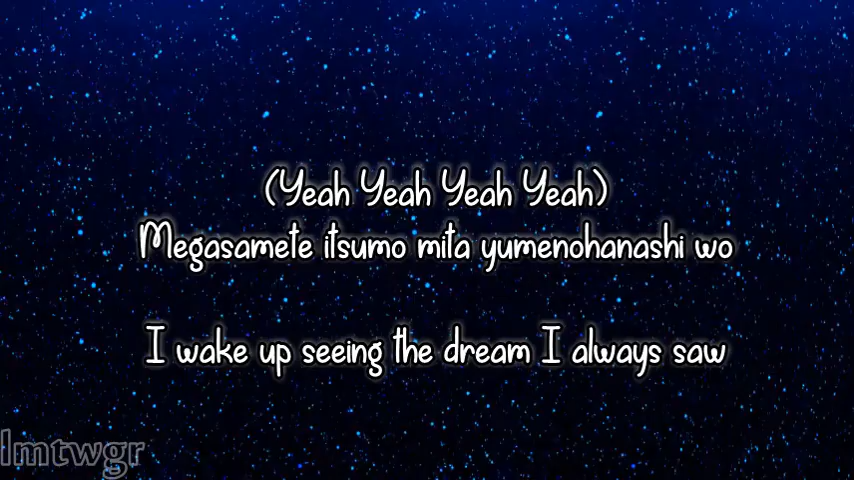 (Yeah Yeah Yeah Yeah)
Megasamete itsumo mita yumenohanashi wo
I wake up seeing the dream I always saw
lmtwgr